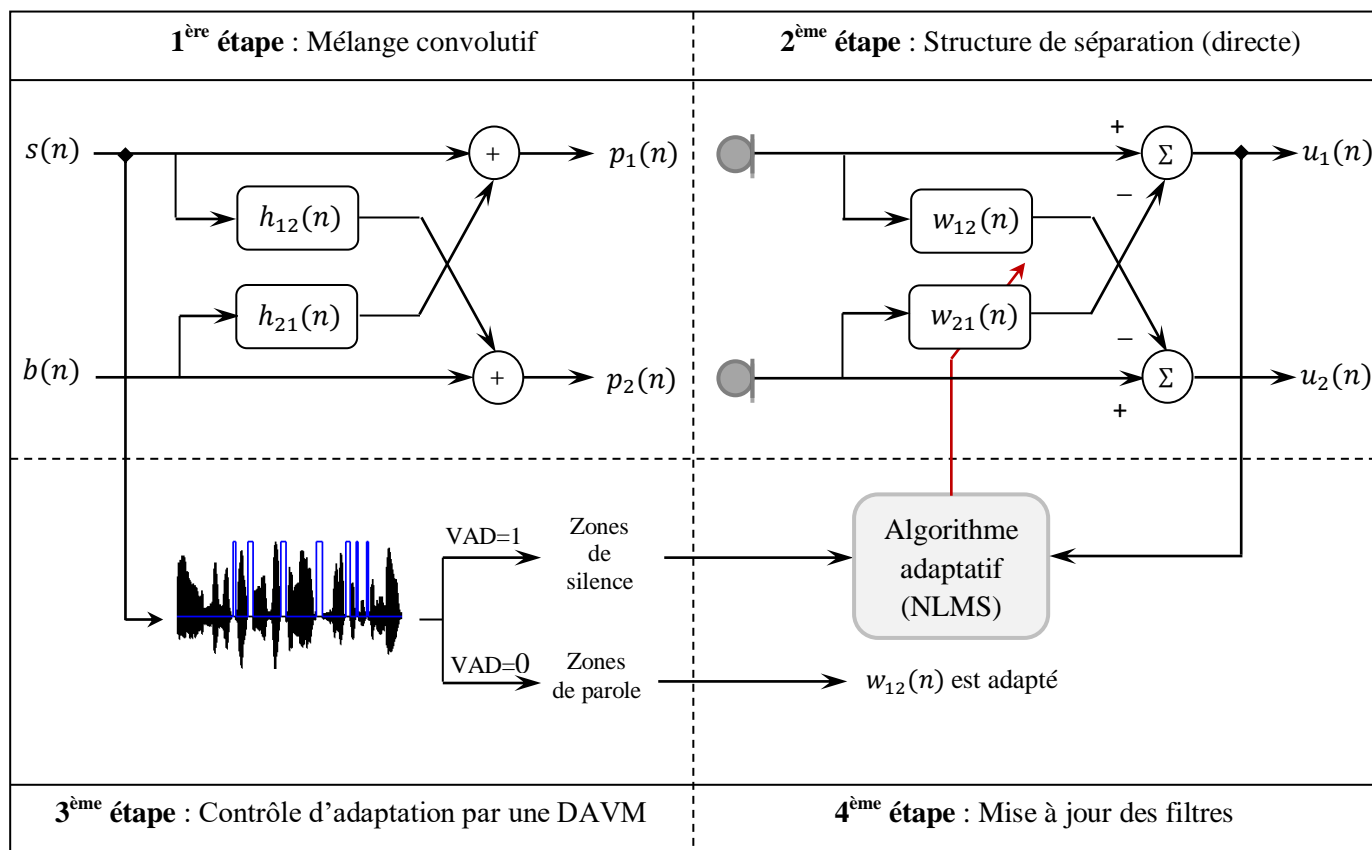 1ère étape : Mélange convolutif
2ème étape : Structure de séparation (directe)
s(n)
+
p₁(n)
h₁₂(n)
h₂₁(n)
b(n)
+
p₂(n)
+
Σ
u₁(n)
−
w₁₂(n)
w₂₁(n)
−
Σ
u₂(n)
+
VAD=1
Zones
de
silence
Algorithme
adaptatif
(NLMS)
VAD=0
Zones
de parole
w₁₂(n) est adapté
3ème étape : Contrôle d’adaptation par une DAVM
4ème étape : Mise à jour des filtres